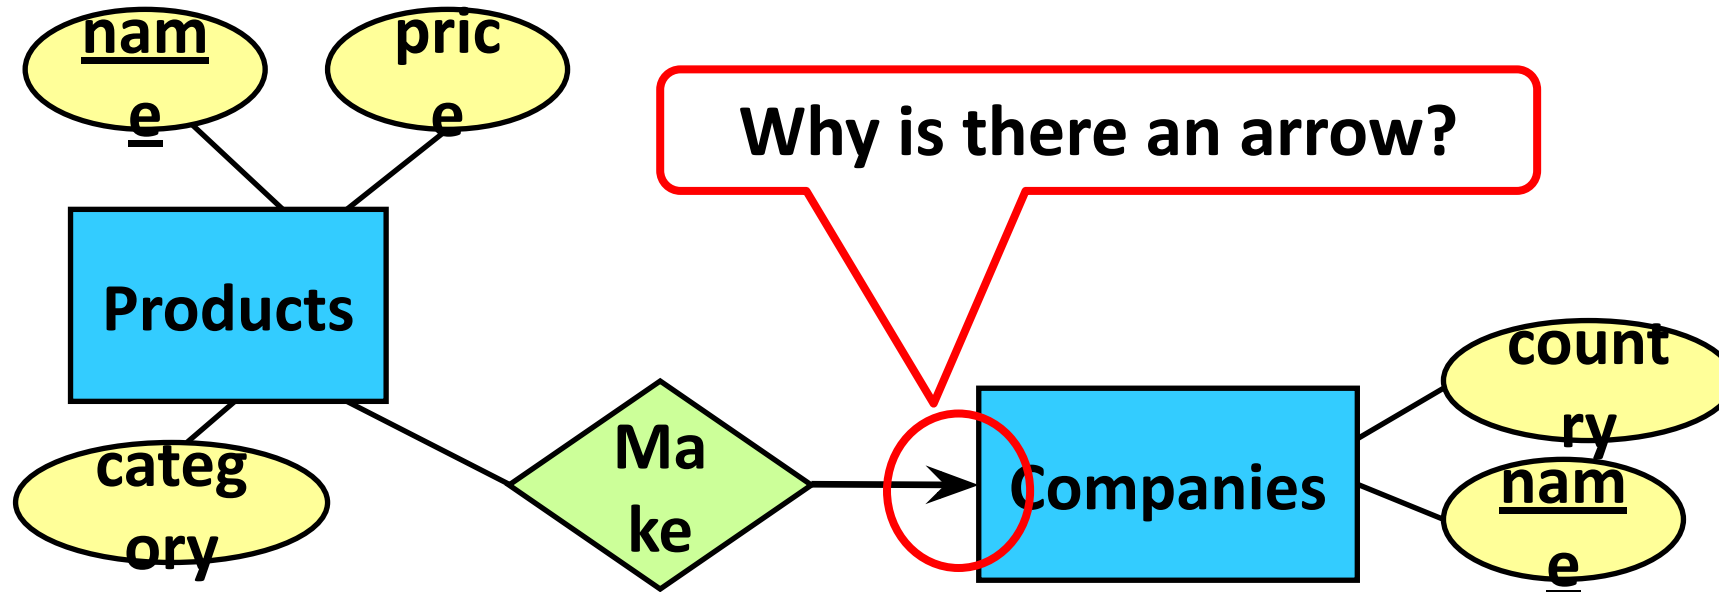 nam
e
pric
e
Why is there an arrow?
Products
categ
ory
Ma
ke
Companies
count
ry
nam
e